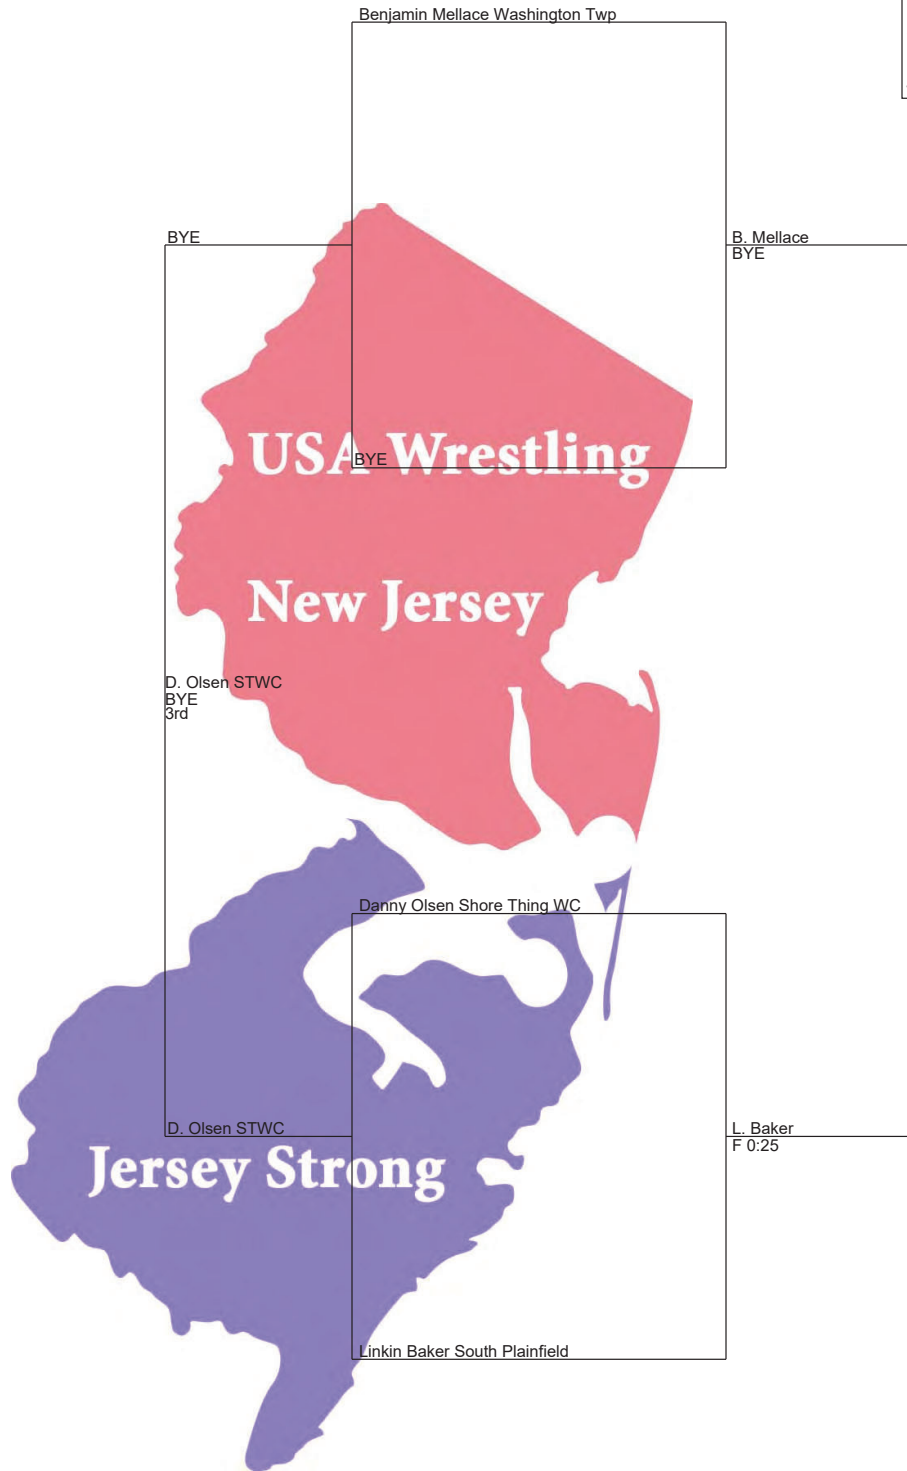 Benjamin Mellace Washington Twp
BYE
B. Mellace
BYE
USA Wrestling
BYE
New Jersey
D. Olsen STWC
BYE
3rd
Danny Olsen Shore Thing WC
D. Olsen STWC
L. Baker
F 0:25
Jersey Strong
Linkin Baker South Plainfield